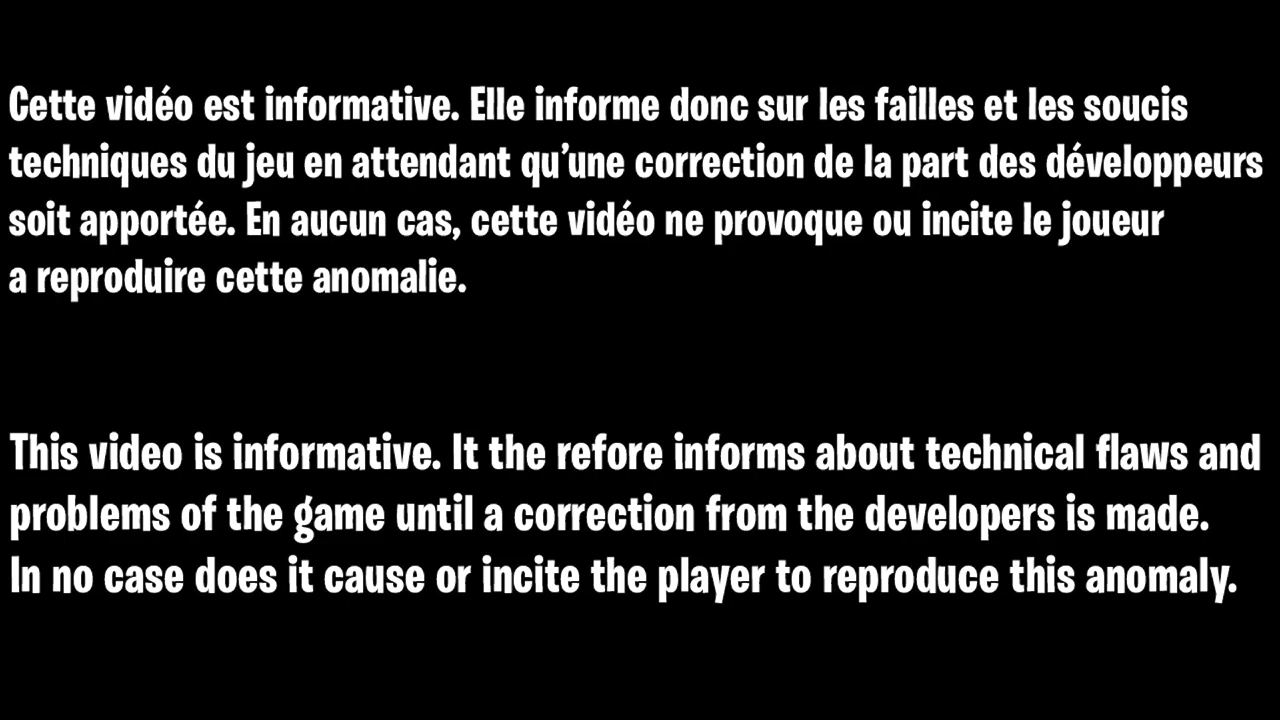 Cette vidéo est informative. Elle informe donc sur les failles et les soucis
techniques du jeu en attendant qu’une correction de la part des développeurs
soit apportée. En aucun cas, cette vidéo ne provoque ou incite le joueur
a reproduire cette anomalie.
This video is informative. It the refore informs about technical flaws and
problems of the game until a correction from the developers is made.
In no case does it cause or incite the player to reproduce this anomaly.